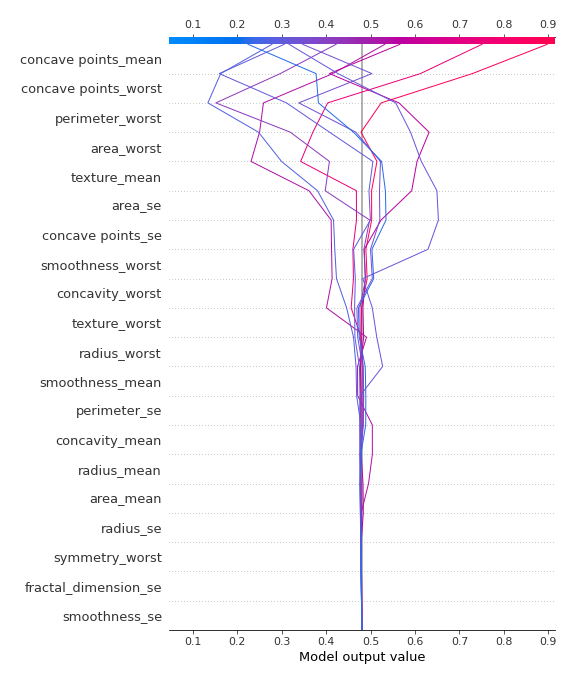 0.1 0.2 0.3 0.4 0.5 0.6 0.7 0.8 0.9
concave points_mean
concave points_worst
perimeter_worst
area_worst
texture_mean
area_se
concave points_se
smoothness_worst
concavity_worst
texture_worst
radius_worst
smoothness_mean
perimeter_se
concavity_mean
radius_mean
area_mean
radius_se
symmetry_worst
fractal_dimension_se
smoothness_se
0.1 0.2 0.3 0.4 0.5 0.6 0.7 0.8 0.9
Model output value